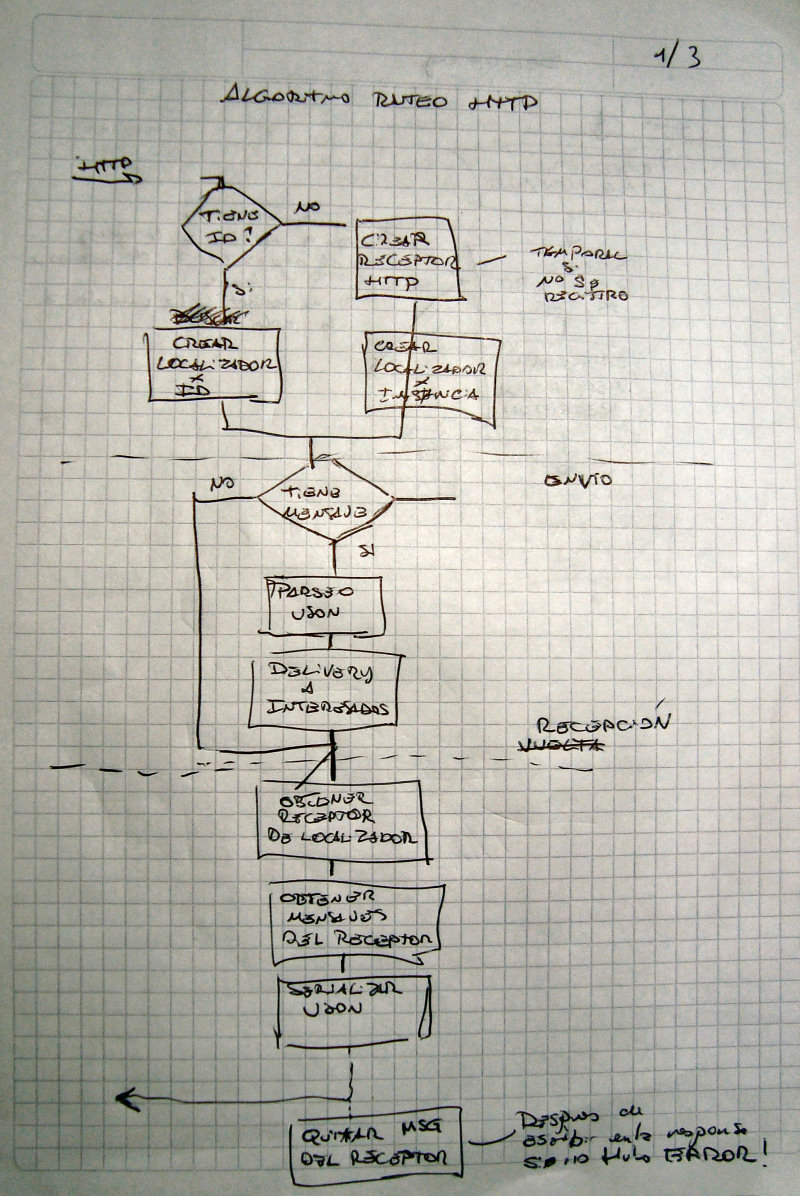 1/3
ALGORITMO RUTEO HTTP
HTTP
TIENE
ID?
NO
Si
CREAR
RECEPTOR
HTTP
TEMPORAL
Si
NO SE
REGISTRO
BUSCAR
CREAR
LOCALIZADOR
X
ID
CREAR
LOCALIZADOR
X
INSTANCIA
ENVIO
NO
TIENE
MENSAJE
SI
PARSEO
JSON
DELIVERY
A
INTERESADOS
RECEPCIÓN
VUELTA
OBTENER
RECEPTOR
DE LOCALIZADOR
OBTENER
MENSAJES
DEL RECEPTOR
SERIALIZAR
JSON
QUITAR MSG
DEL RECEPTOR
DESPUES de
escribir en la response
si no Hubo ERROR!